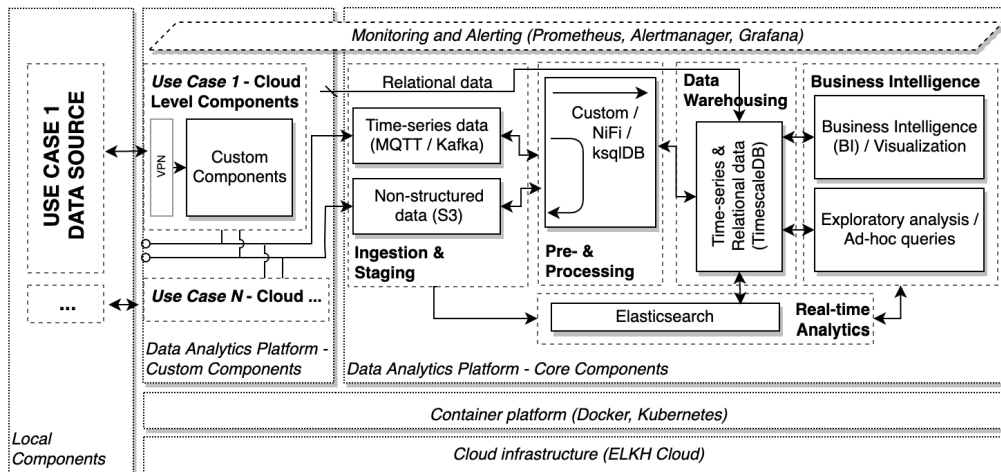 Monitoring and Alerting (Prometheus, Alertmanager, Grafana)
USE CASE 1
DATA SOURCE
...
Local
Components
Use Case 1 - Cloud
Level Components
VPN
Custom
Components
Use Case N - Cloud ...
Data Analytics Platform -
Custom Components
Relational data
Time-series data
(MQTT / Kafka)
Non-structured
data (S3)
Ingestion &
Staging
Custom /
NiFi /
ksqlDB
Pre- &
Processing
Data
Warehousing
Time-series &
Relational data
(TimescaleDB)
Business Intelligence
Business Intelligence
(BI) / Visualization
Exploratory analysis /
Ad-hoc queries
Elasticsearch
Real-time
Analytics
Data Analytics Platform - Core Components
Container platform (Docker, Kubernetes)
Cloud infrastructure (ELKH Cloud)